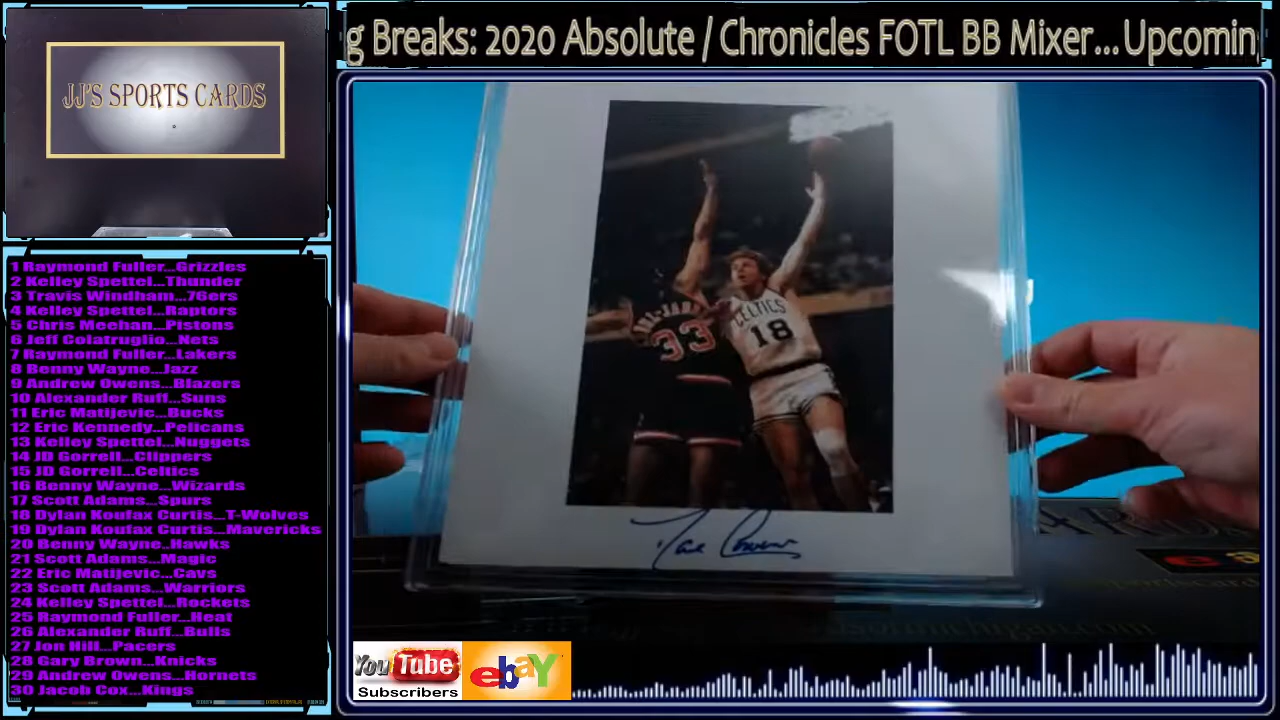 g Breaks: 2020 Absolute / Chronicles FOTL BB Mixer...Upcoming
JJ'S SPORTS CARDS
1 Raymond Fuller...Grizzles
2 Kelley Spettel...Thunder
3 Travis Windham...76ers
4 Kelley Spettel...Raptors
5 Chris Meehan...Pistons
6 Jeff Colatruglio...Nets
7 Raymond Fuller...Lakers
8 Benny Wayne...Jazz
9 Andrew Owens...Blazers
10 Alexander Ruff...Suns
11 Eric Matijevic...Bucks
12 Eric Kennedy...Pelicans
13 Kelley Spettel...Nuggets
14 JD Gorrell...Clippers
15 JD Gorrell...Celtics
16 Benny Wayne...Wizards
17 Scott Adams...Spurs
18 Dylan Koufax Curtis...T-Wolves
19 Dylan Koufax Curtis...Mavericks
20 Benny Wayne..Hawks
21 Scott Adams...Magic
22 Eric Matijevic...Cavs
23 Scott Adams...Warriors
24 Kelley Spettel...Rockets
25 Raymond Fuller...Heat
26 Alexander Ruff...Bulls
27 Jon Hill...Pacers
28 Gary Brown...Knicks
29 Andrew Owens...Hornets
30 Jacob Cox...Kings
33
CELTICS
18
Dave Cowens
YouTube
Subscribers
ebay